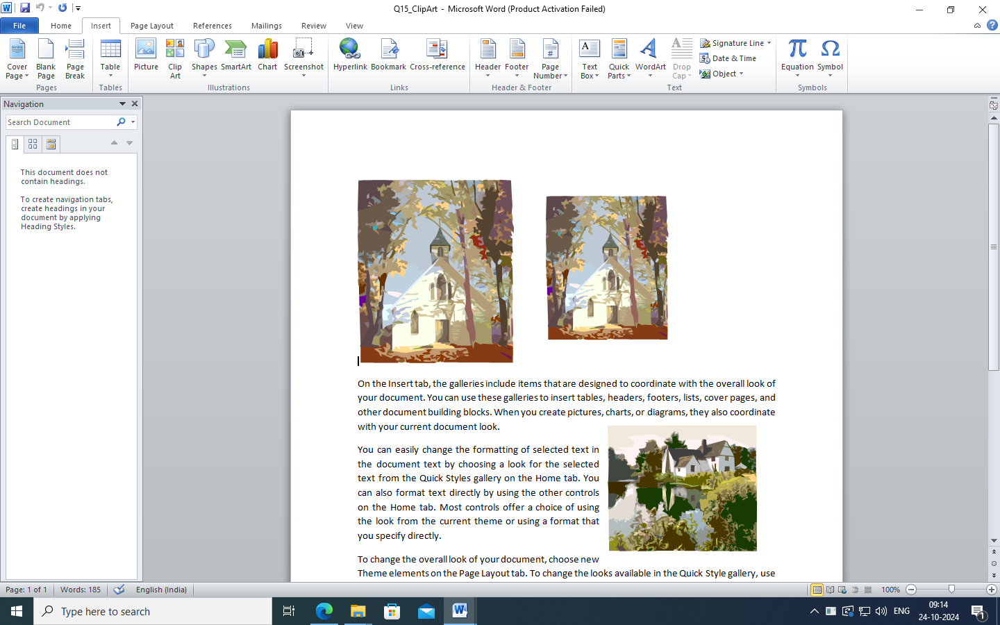 Q15_ClipArt - Microsoft Word (Product Activation Failed)
File Home Insert Page Layout References Mailings Review View
Cover Page
Blank Page
Page Break
Pages
Table
Tables
Picture
Clip Art
Shapes
SmartArt
Chart
Screenshot
Illustrations
Hyperlink
Bookmark
Cross-reference
Links
Header
Footer
Page Number
Header & Footer
Text Box
Quick Parts
WordArt
Drop Cap
Signature Line
Date & Time
Object
Text
Equation
Symbol
Symbols
Navigation
Search Document
This document does not
contain headings.
To create navigation tabs,
create headings in your
document by applying
Heading Styles.
On the Insert tab, the galleries include items that are designed to coordinate with the overall look of
your document. You can use these galleries to insert tables, headers, footers, lists, cover pages, and
other document building blocks. When you create pictures, charts, or diagrams, they also coordinate
with your current document look.
You can easily change the formatting of selected text in
the document text by choosing a look for the selected
text from the Quick Styles gallery on the Home tab. You
can also format text directly by using the other controls
on the Home tab. Most controls offer a choice of using
the look from the current theme or using a format that
you specify directly.
To change the overall look of your document, choose new
Theme elements on the Page Layout tab. To change the looks available in the Quick Style gallery, use
Page: 1 of 1 Words: 185 English (India) 100%
Type here to search
ENG
09:14
24-10-2024
1